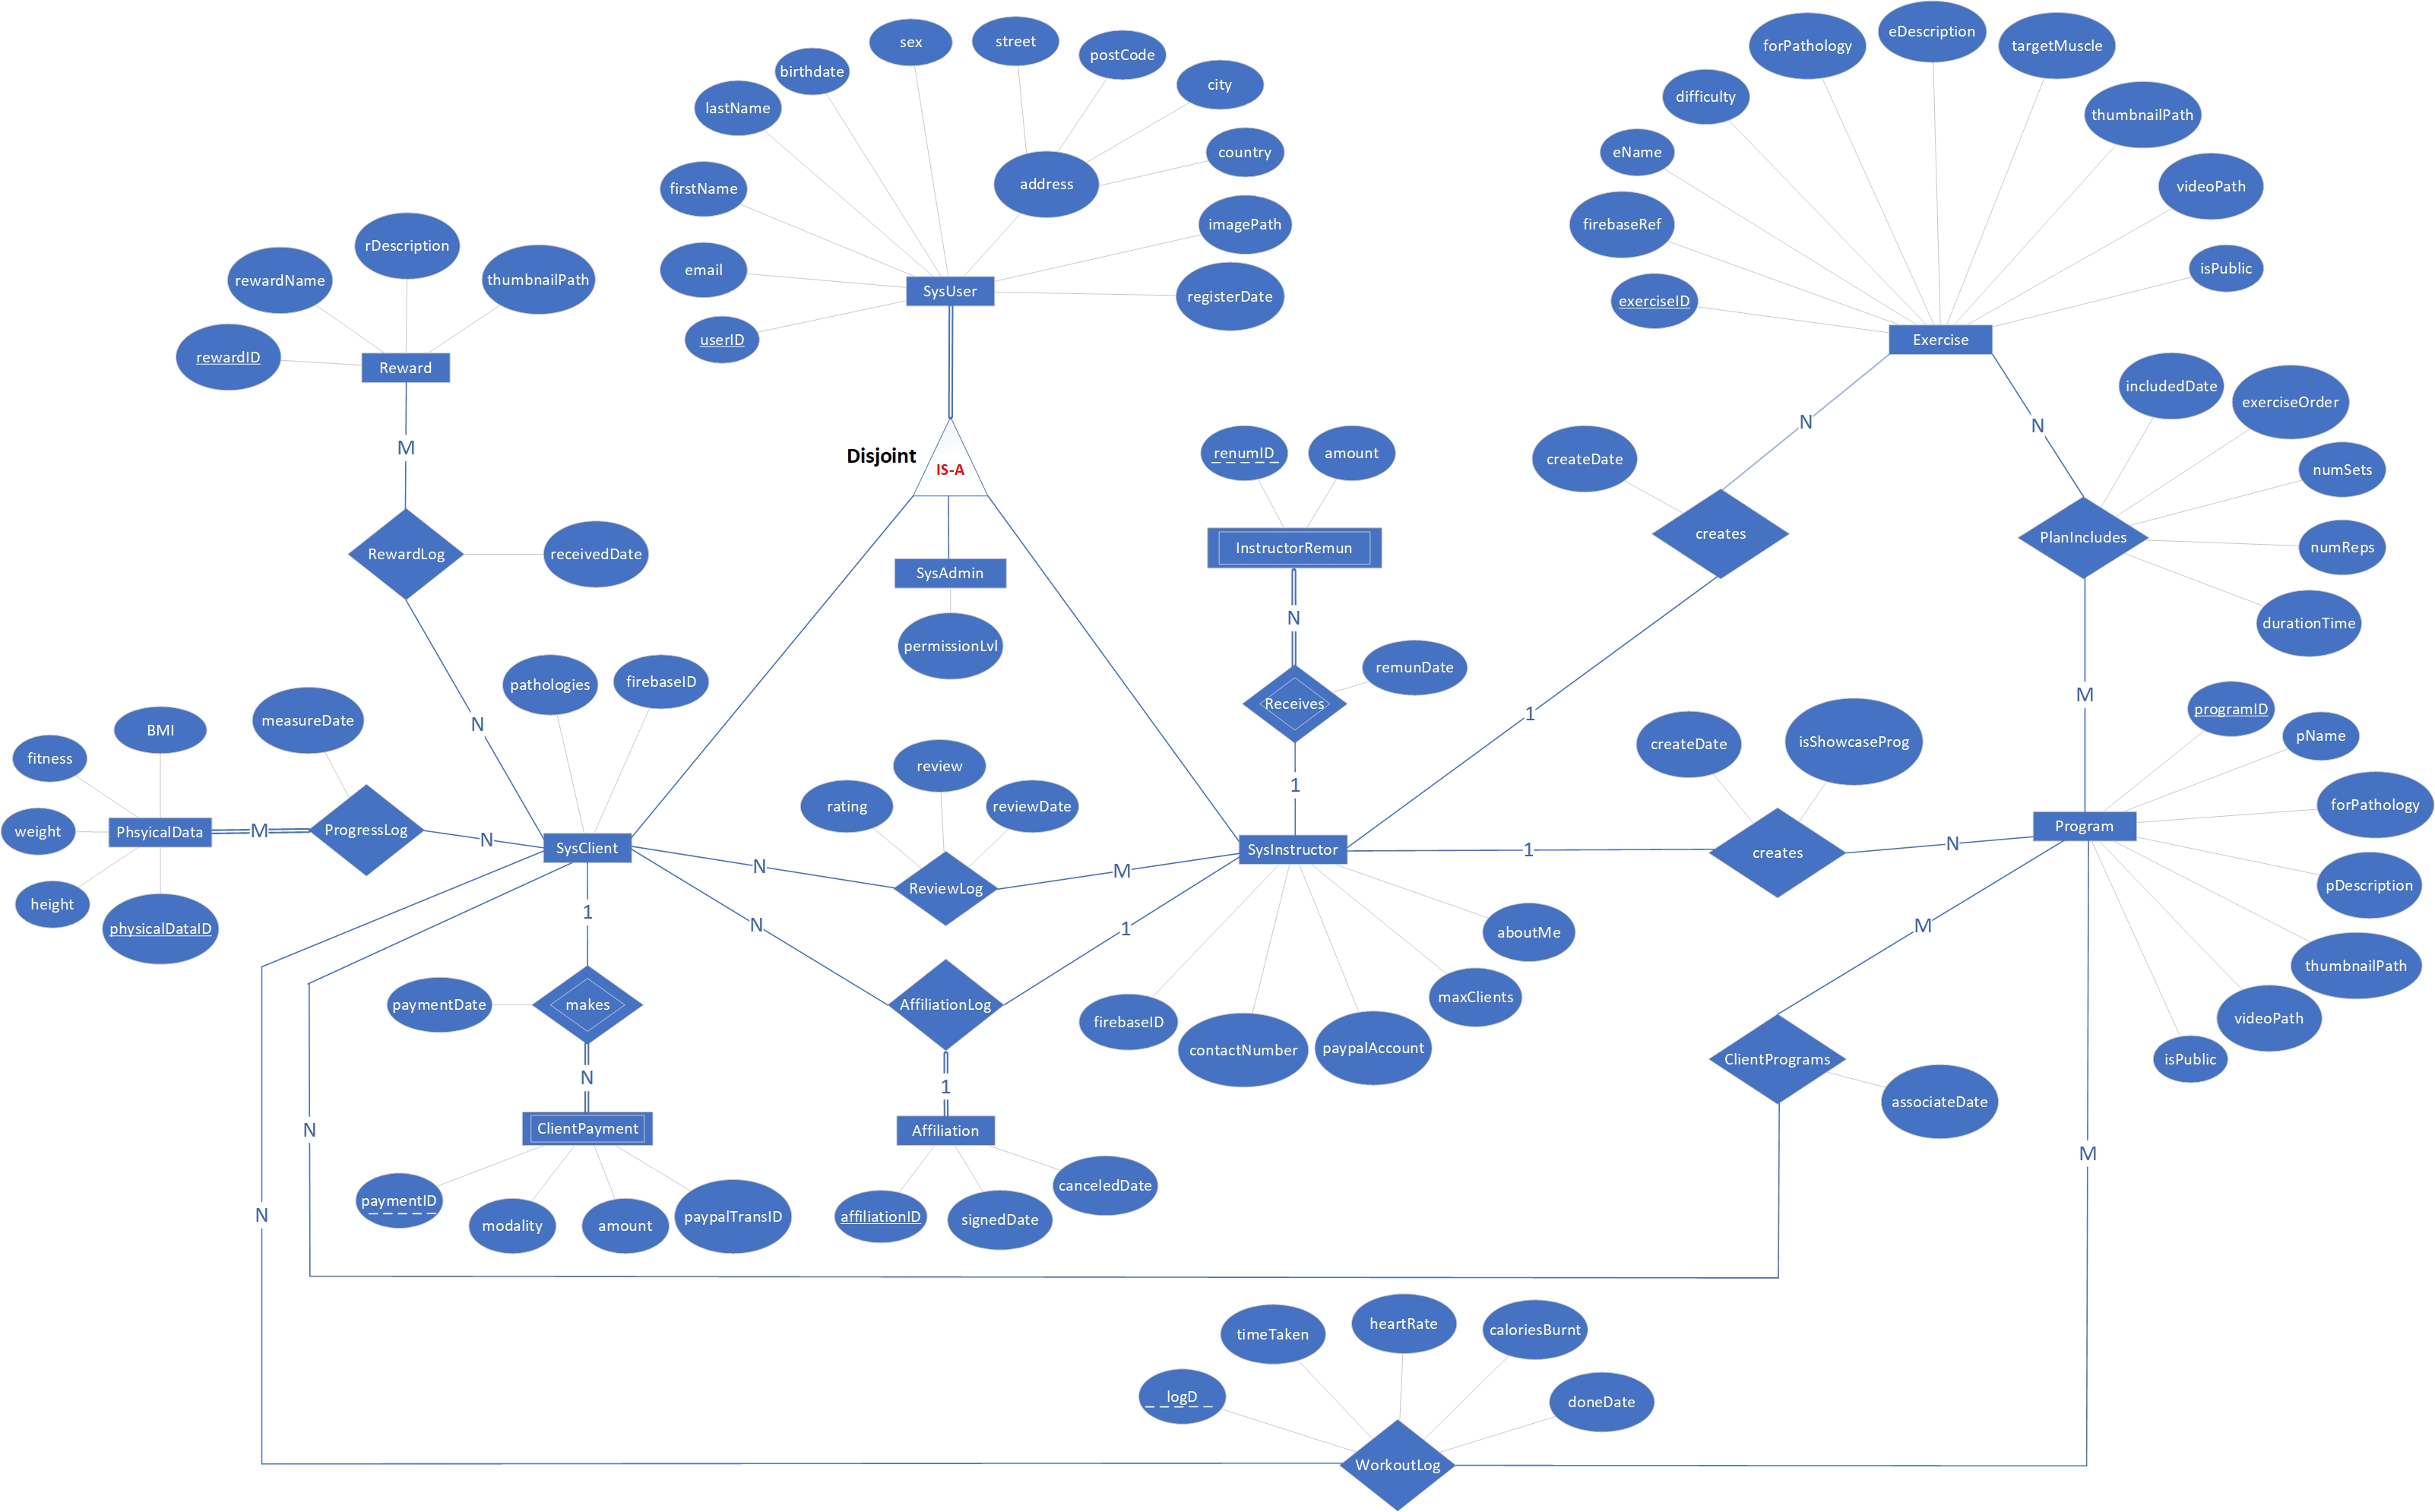 sex
street
postCode
birthdate
city
lastName
country
address
firstName
imagePath
email
SysUser
registerDate
userID
forPathology
eDescription
targetMuscle
difficulty
thumbnailPath
eName
videoPath
firebaseRef
isPublic
exerciseID
Exercise
rDescription
rewardName
thumbnailPath
rewardID
Reward
M
RewardLog
receivedDate
N
Disjoint
IS-A
SysAdmin
permissionLvl
renumID
amount
InstructorRemun
N
Receives
remunDate
1
N
createDate
creates
1
N
includedDate
exerciseOrder
numSets
PlanIncludes
numReps
durationTime
M
pathologies
firebaseID
measureDate
BMI
fitness
weight
PhsyicalData
M
ProgressLog
N
SysClient
height
physicalDataID
review
rating
reviewDate
N
ReviewLog
M
SysInstructor
1
createDate
isShowcaseProg
creates
N
programID
pName
forPathology
Program
pDescription
thumbnailPath
videoPath
isPublic
1
paymentDate
makes
N
ClientPayment
paymentID
modality
amount
paypalTransID
N
1
AffiliationLog
1
Affiliation
affiliationID
signedDate
canceledDate
aboutMe
maxClients
firebaseID
contactNumber
paypalAccount
M
ClientPrograms
associateDate
M
N
N
timeTaken
heartRate
caloriesBurnt
logD
doneDate
WorkoutLog